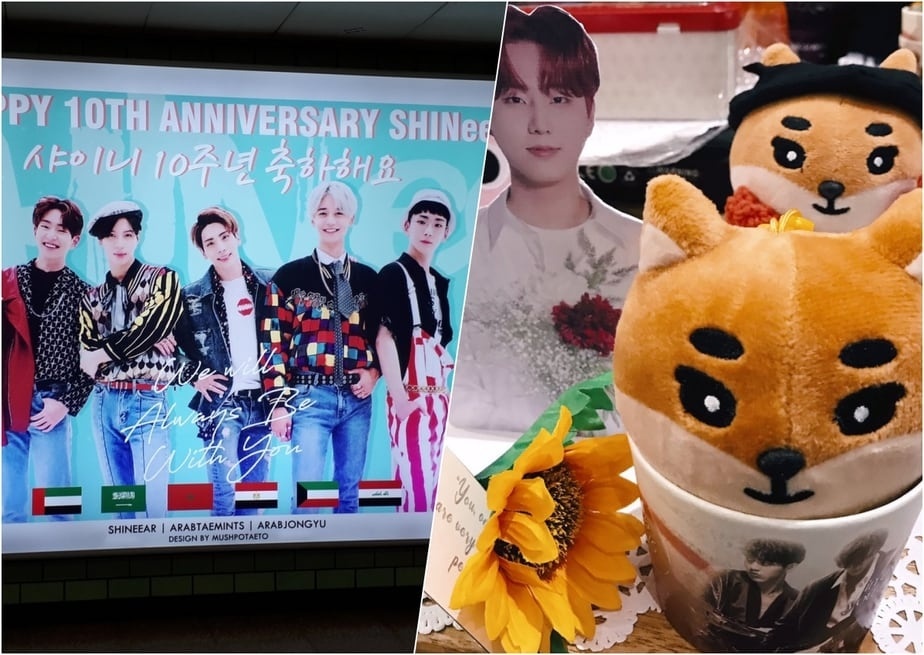 PPY 10TH ANNIVERSARY SHINee
샤이니 10주년 축하해요
We will
Always Be
With You
SHINEEAR | ARABTAEMINTS | ARABJONGYU
DESIGN BY MUSHPOTAETO
You,
are very